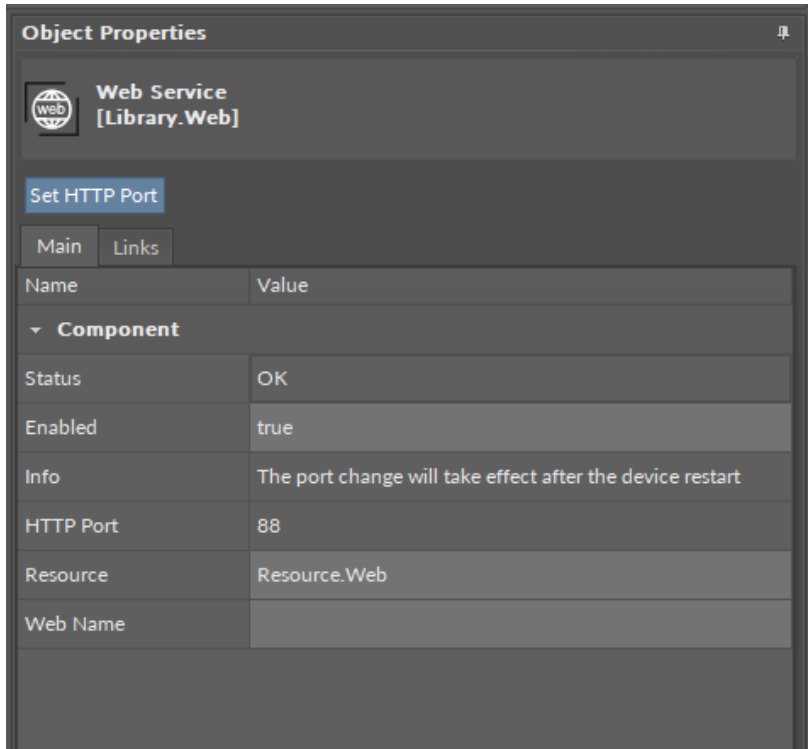 Object Properties
web
Web Service
[Library.Web]
Set HTTP Port
Main Links
Name Value
Component
Status OK
Enabled true
Info The port change will take effect after the device restart
HTTP Port 88
Resource Resource.Web
Web Name